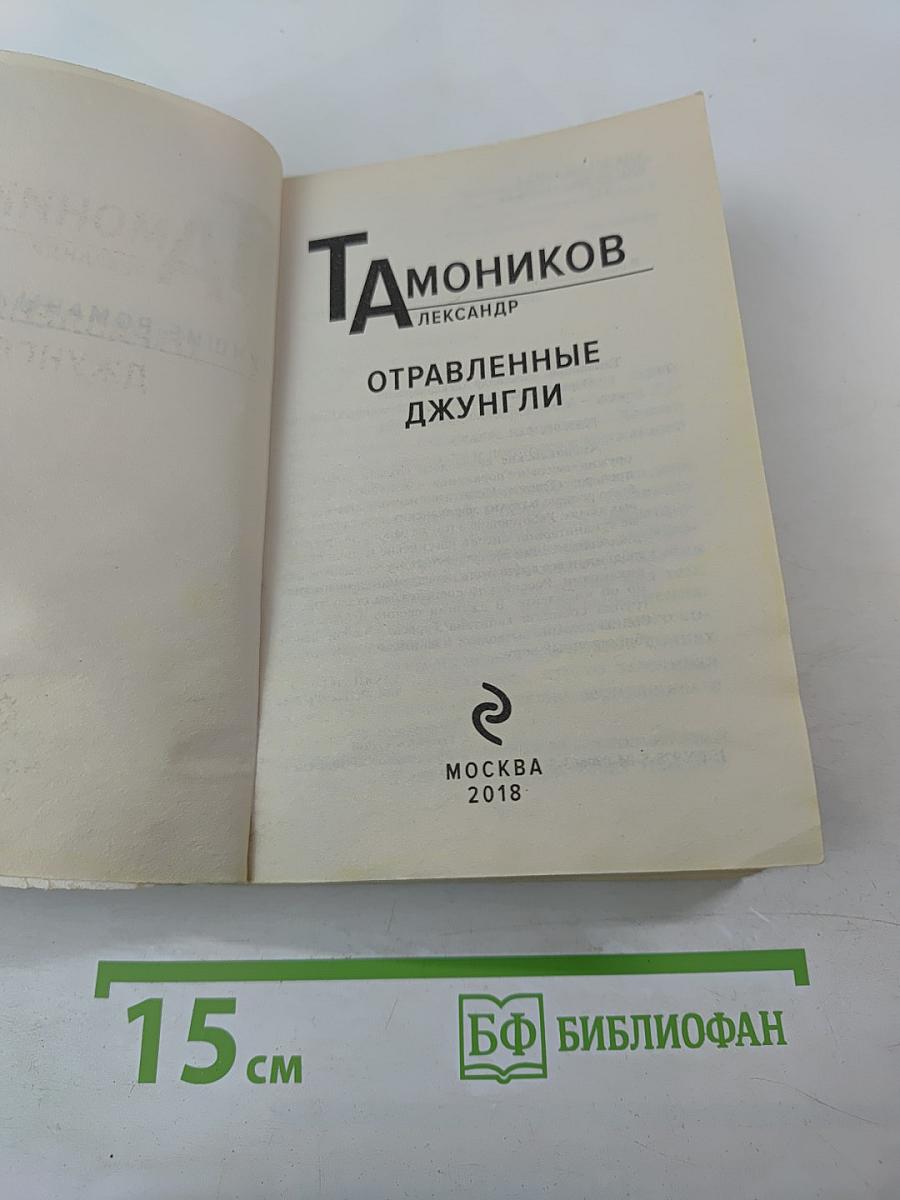 ТАМОНИКОВ
АЛЕКСАНДР
ОТРАВЛЕННЫЕ
ДЖУНГЛИ
МОСКВА
2018
15 см
БФ БИБЛИОФАН